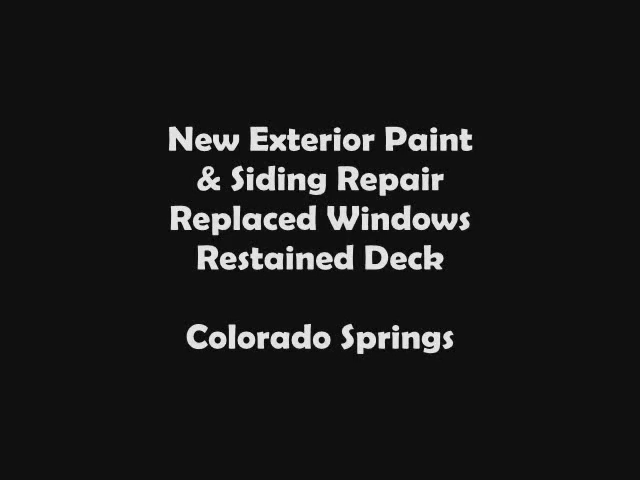 New Exterior Paint
& Siding Repair
Replaced Windows
Restained Deck
Colorado Springs